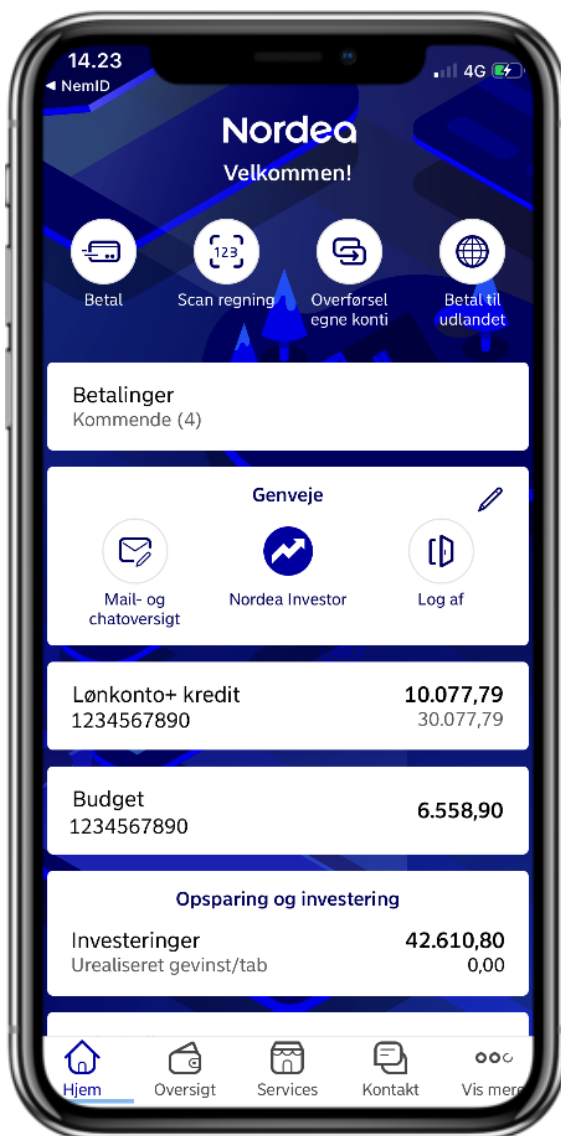 14.23
4G
NemID
Nordea
Velkommen!
123
Betal
Scan regning
Overførsel
egne konti
Betal til
udlandet
Betalinger
Kommende (4)
Genveje
Mail- og
chatoversigt
Nordea Investor
Log af
Lønkonto+ kredit
10.077,79
1234567890
30.077,79
Budget
1234567890
6.558,90
Opsparing og investering
Investeringer
42.610,80
Urealiseret gevinst/tab
0,00
Hjem
Oversigt
Services
Kontakt
Vis mere